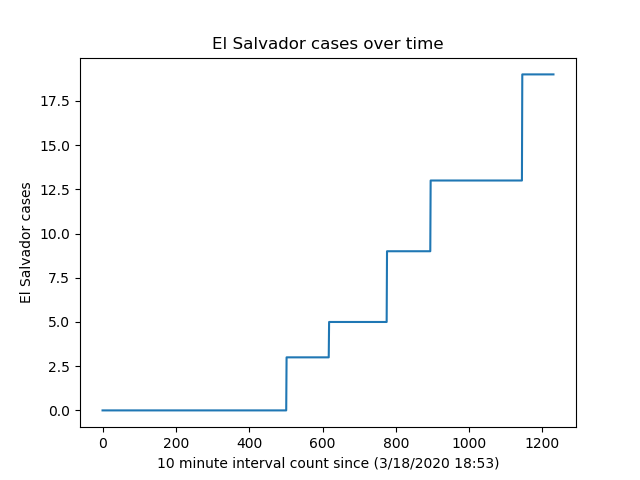 El Salvador cases over time
17.5
15.0
12.5
10.0
7.5
5.0
2.5
0.0
El Salvador cases
0 200 400 600 800 1000 1200
10 minute interval count since (3/18/2020 18:53)